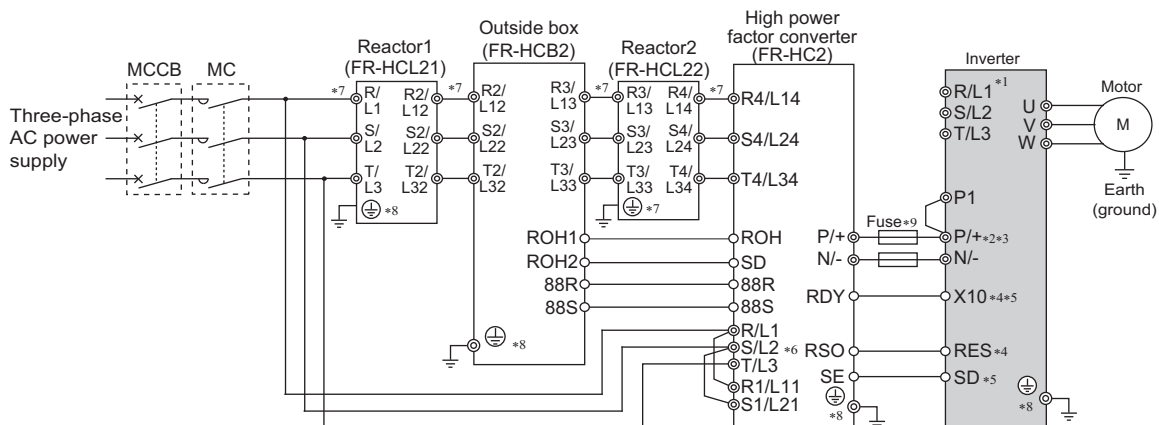 High power
factor converter
(FR-HC2)
Outside box
(FR-HCB2)
Reactor1
(FR-HCL21)
Reactor2
(FR-HCL22)
Inverter
MCCB MC
Three-phase
AC power
supply
*7 R/
L1
R2/
L12
*7 R2/
L12
R3/
L13
*7 R3/
L13
R4/
L14
*7 R4/L14
S/
L2
S2/
L22
S2/
L22
S3/
L23
S3/
L23
S4/
L24
S4/L24
T/
L3
T2/
L32
T2/
L32
T3/
L33
T3/
L33
T4/
L34
T4/L34
*8
*7
R/L1 *1
S/L2
T/L3
U
V
W
Motor
M
Earth
(ground)
P1
Fuse*9
P/+ P/+*2*3
N/- N/-
ROH1 ROH
ROH2 SD
88R 88R
88S 88S
RDY X10*4*5
*8
R/L1
S/L2 *6
T/L3
R1/L11
S1/L21
RSO RES*4
SE SD*5
*8
*8